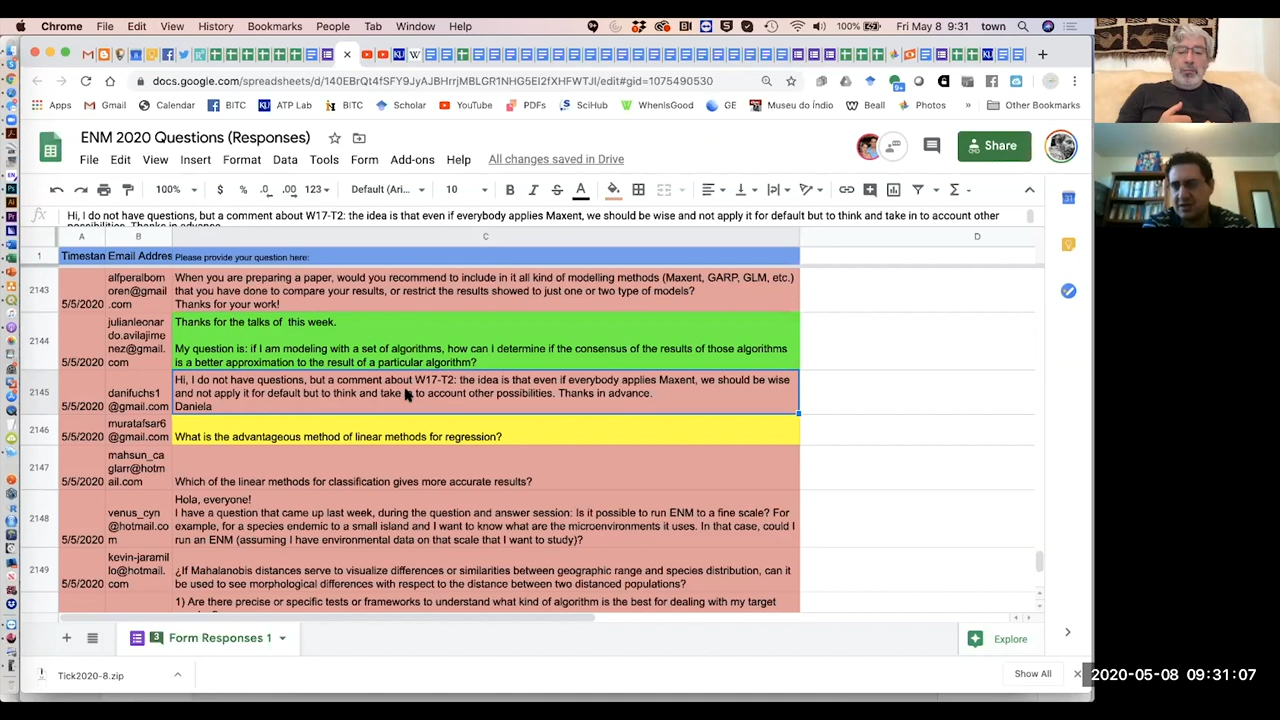 Chrome File Edit View History Bookmarks People Tab Window Help 100% Fri May 8 9:31 town
docs.google.com/spreadsheets/d/140EBrQt4fSFY9JyAJBHrrjMBLGR1NHG5EI2fXHFWTJI/edit#gid=1075490530
Apps Gmail Calendar BITC ATP Lab BITC Scholar YouTube PDFs SciHub WhenIsGood GE Museu do Índio Beall Photos » Other Bookmarks
ENM 2020 Questions (Responses)
File Edit View Insert Format Data Tools Form Add-ons Help All changes saved in Drive
Share
100% $ % .0 .00 123 Default (Ari... 10 B I S A
fx Hi, I do not have questions, but a comment about W17-T2: the idea is that even if everybody applies Maxent, we should be wise and not apply it for default but to think and take in to account other
possibilities. Thanks in advance.
A B C D
1 Timestan Email Addres Please provide your question here:
2143 5/5/2020 alfperalbom
oren@gmail
.com
When you are preparing a paper, would you recommend to include in it all kind of modelling methods (Maxent, GARP, GLM, etc.)
that you have done to compare your results, or restrict the results showed to just one or two type of models?
Thanks for your work!
2144 5/5/2020 julianleonar
do.avilajime
nez@gmail.
com
Thanks for the talks of this week.
My question is: if I am modeling with a set of algorithms, how can I determine if the consensus of the results of those algorithms
is a better approximation to the result of a particular algorithm?
2145 5/5/2020 danifuchs1
@gmail.com
Hi, I do not have questions, but a comment about W17-T2: the idea is that even if everybody applies Maxent, we should be wise
and not apply it for default but to think and take in to account other possibilities. Thanks in advance.
Daniela
2146 5/5/2020 muratafsar6
@gmail.com
What is the advantageous method of linear methods for regression?
2147 5/5/2020 mahsun_ca
glarr@hotm
ail.com
Which of the linear methods for classification gives more accurate results?
2148 5/5/2020 venus_cyn
@hotmail.co
m
Hola, everyone!
I have a question that came up last week, during the question and answer session: Is it possible to run ENM to a fine scale? For
example, for a species endemic to a small island and I want to know what are the microenvironments it uses. In that case, could I
run an ENM (assuming I have environmental data on that scale that I want to study)?
2149 5/5/2020 kevin-jaramil
lo@hotmail.
com
¿If Mahalanobis distances serve to visualize differences or similarities between geographic range and species distribution, can it
be used to see morphological differences with respect to the distance between two distanced populations?
1) Are there precise or specific tests or frameworks to understand what kind of algorithm is the best for dealing with my target
3 Form Responses 1
Explore
Tick2020-8.zip
Show All
2020-05-08 09:31:07